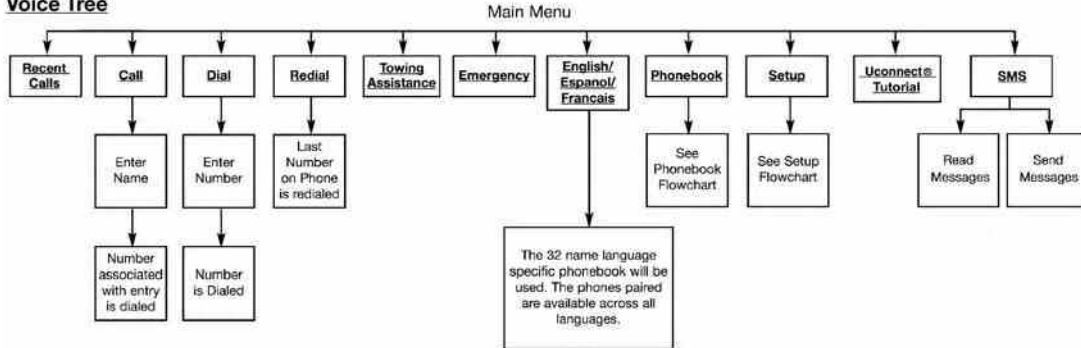 Voice Tree
Main Menu
Recent
Calls
Call
Dial
Redial
Towing
Assistance
Emergency
English/
Espanol/
Francais
Phonebook
Setup
Uconnect®
Tutorial
SMS
Enter
Name
Enter
Number
Last
Number
on Phone
is redialed
See
Phonebook
Flowchart
See Setup
Flowchart
Read
Messages
Send
Messages
Number
associated
with entry
is dialed
Number
is Dialed
The 32 name language
specific phonebook will be
used. The phones paired
are available across all
languages.